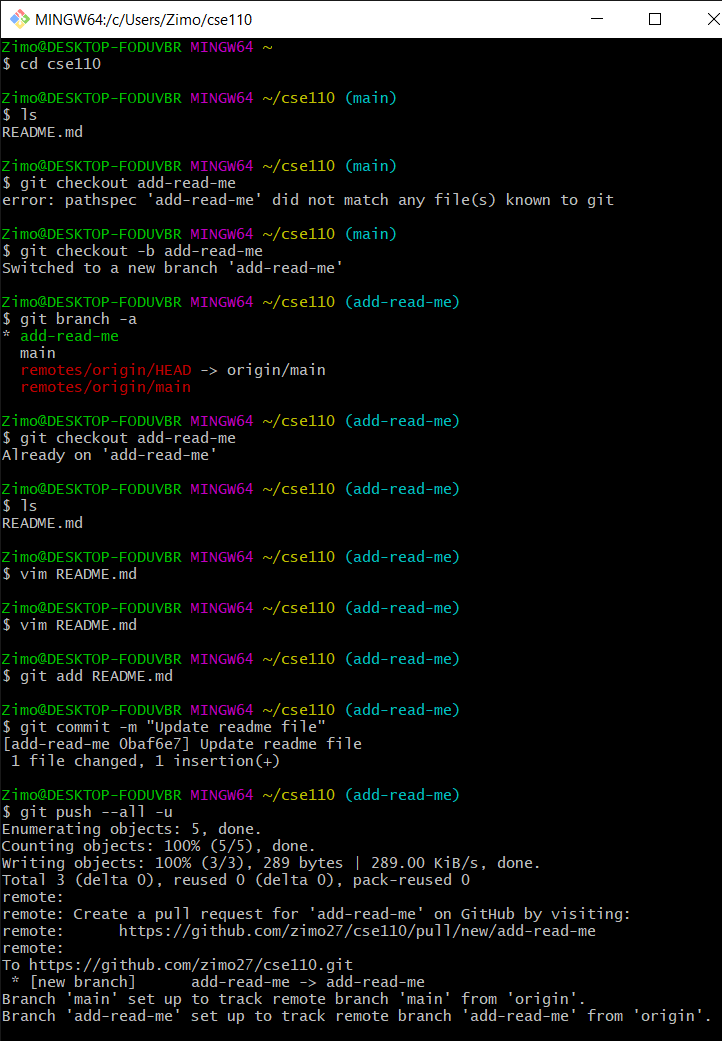 MINGW64:/c/Users/Zimo/cse110
Zimo@DESKTOP-FODUVBR MINGW64 ~
$ cd cse110
Zimo@DESKTOP-FODUVBR MINGW64 ~/cse110 (main)
$ ls
README.md
Zimo@DESKTOP-FODUVBR MINGW64 ~/cse110 (main)
$ git checkout add-read-me
error: pathspec 'add-read-me' did not match any file(s) known to git
Zimo@DESKTOP-FODUVBR MINGW64 ~/cse110 (main)
$ git checkout -b add-read-me
Switched to a new branch 'add-read-me'
Zimo@DESKTOP-FODUVBR MINGW64 ~/cse110 (add-read-me)
$ git branch -a
* add-read-me
  main
  remotes/origin/HEAD -> origin/main
  remotes/origin/main
Zimo@DESKTOP-FODUVBR MINGW64 ~/cse110 (add-read-me)
$ git checkout add-read-me
Already on 'add-read-me'
Zimo@DESKTOP-FODUVBR MINGW64 ~/cse110 (add-read-me)
$ ls
README.md
Zimo@DESKTOP-FODUVBR MINGW64 ~/cse110 (add-read-me)
$ vim README.md
Zimo@DESKTOP-FODUVBR MINGW64 ~/cse110 (add-read-me)
$ vim README.md
Zimo@DESKTOP-FODUVBR MINGW64 ~/cse110 (add-read-me)
$ git add README.md
Zimo@DESKTOP-FODUVBR MINGW64 ~/cse110 (add-read-me)
$ git commit -m "Update readme file"
[add-read-me 0baf6e7] Update readme file
 1 file changed, 1 insertion(+)
Zimo@DESKTOP-FODUVBR MINGW64 ~/cse110 (add-read-me)
$ git push --all -u
Enumerating objects: 5, done.
Counting objects: 100% (5/5), done.
Writing objects: 100% (3/3), 289 bytes | 289.00 KiB/s, done.
Total 3 (delta 0), reused 0 (delta 0), pack-reused 0
remote:
remote: Create a pull request for 'add-read-me' on GitHub by visiting:
remote:      https://github.com/zimo27/cse110/pull/new/add-read-me
remote:
To https://github.com/zimo27/cse110.git
 * [new branch]      add-read-me -> add-read-me
Branch 'main' set up to track remote branch 'main' from 'origin'.
Branch 'add-read-me' set up to track remote branch 'add-read-me' from 'origin'.